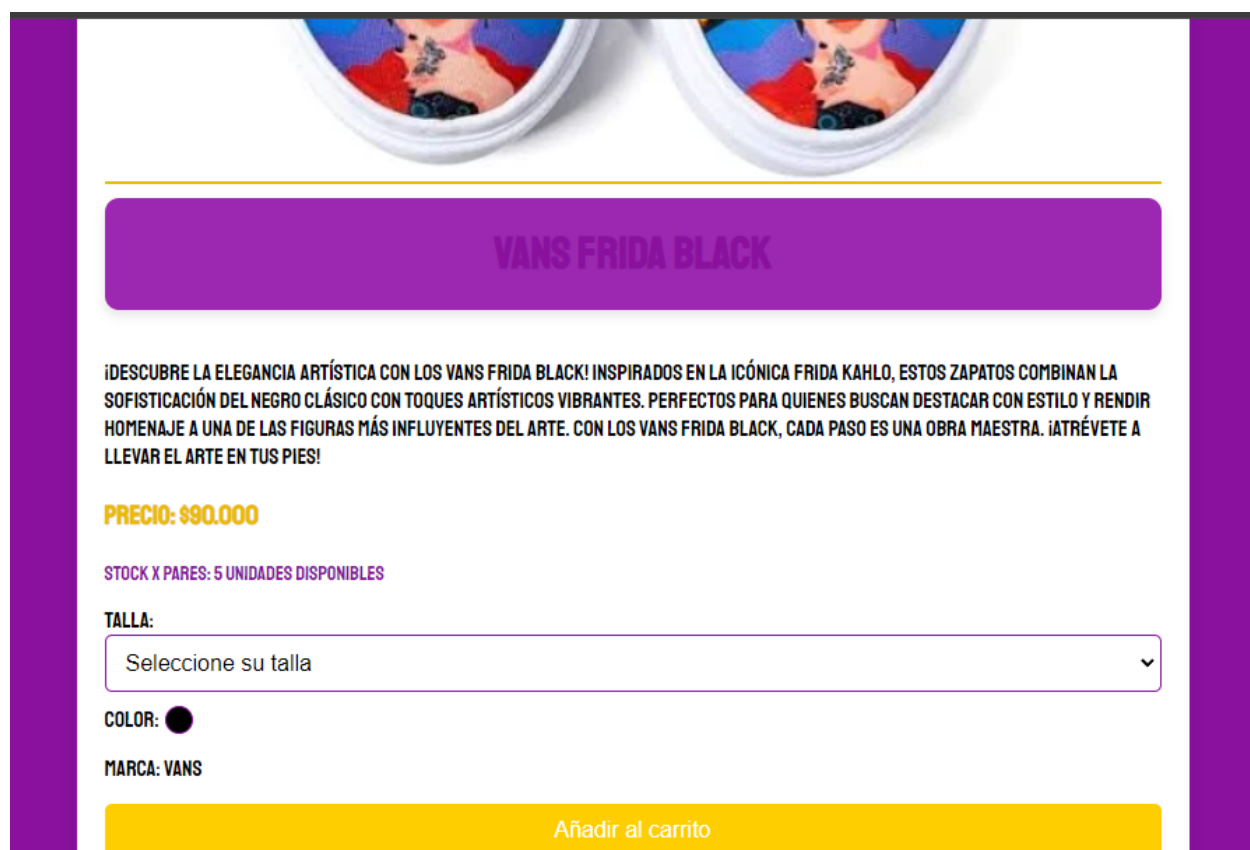 VANS FRIDA BLACK
¡DESCUBRE LA ELEGANCIA ARTÍSTICA CON LOS VANS FRIDA BLACK! INSPIRADOS EN LA ICÓNICA FRIDA KAHLO, ESTOS ZAPATOS COMBINAN LA
SOFISTICACIÓN DEL NEGRO CLÁSICO CON TOQUES ARTÍSTICOS VIBRANTES. PERFECTOS PARA QUIENES BUSCAN DESTACAR CON ESTILO Y RENDIR
HOMENAJE A UNA DE LAS FIGURAS MÁS INFLUYENTES DEL ARTE. CON LOS VANS FRIDA BLACK, CADA PASO ES UNA OBRA MAESTRA. ¡ATRÉVETE A
LLEVAR EL ARTE EN TUS PIES!
PRECIO: $90.000
STOCK X PARES: 5 UNIDADES DISPONIBLES
TALLA:
Seleccione su talla
COLOR:
MARCA: VANS
Añadir al carrito